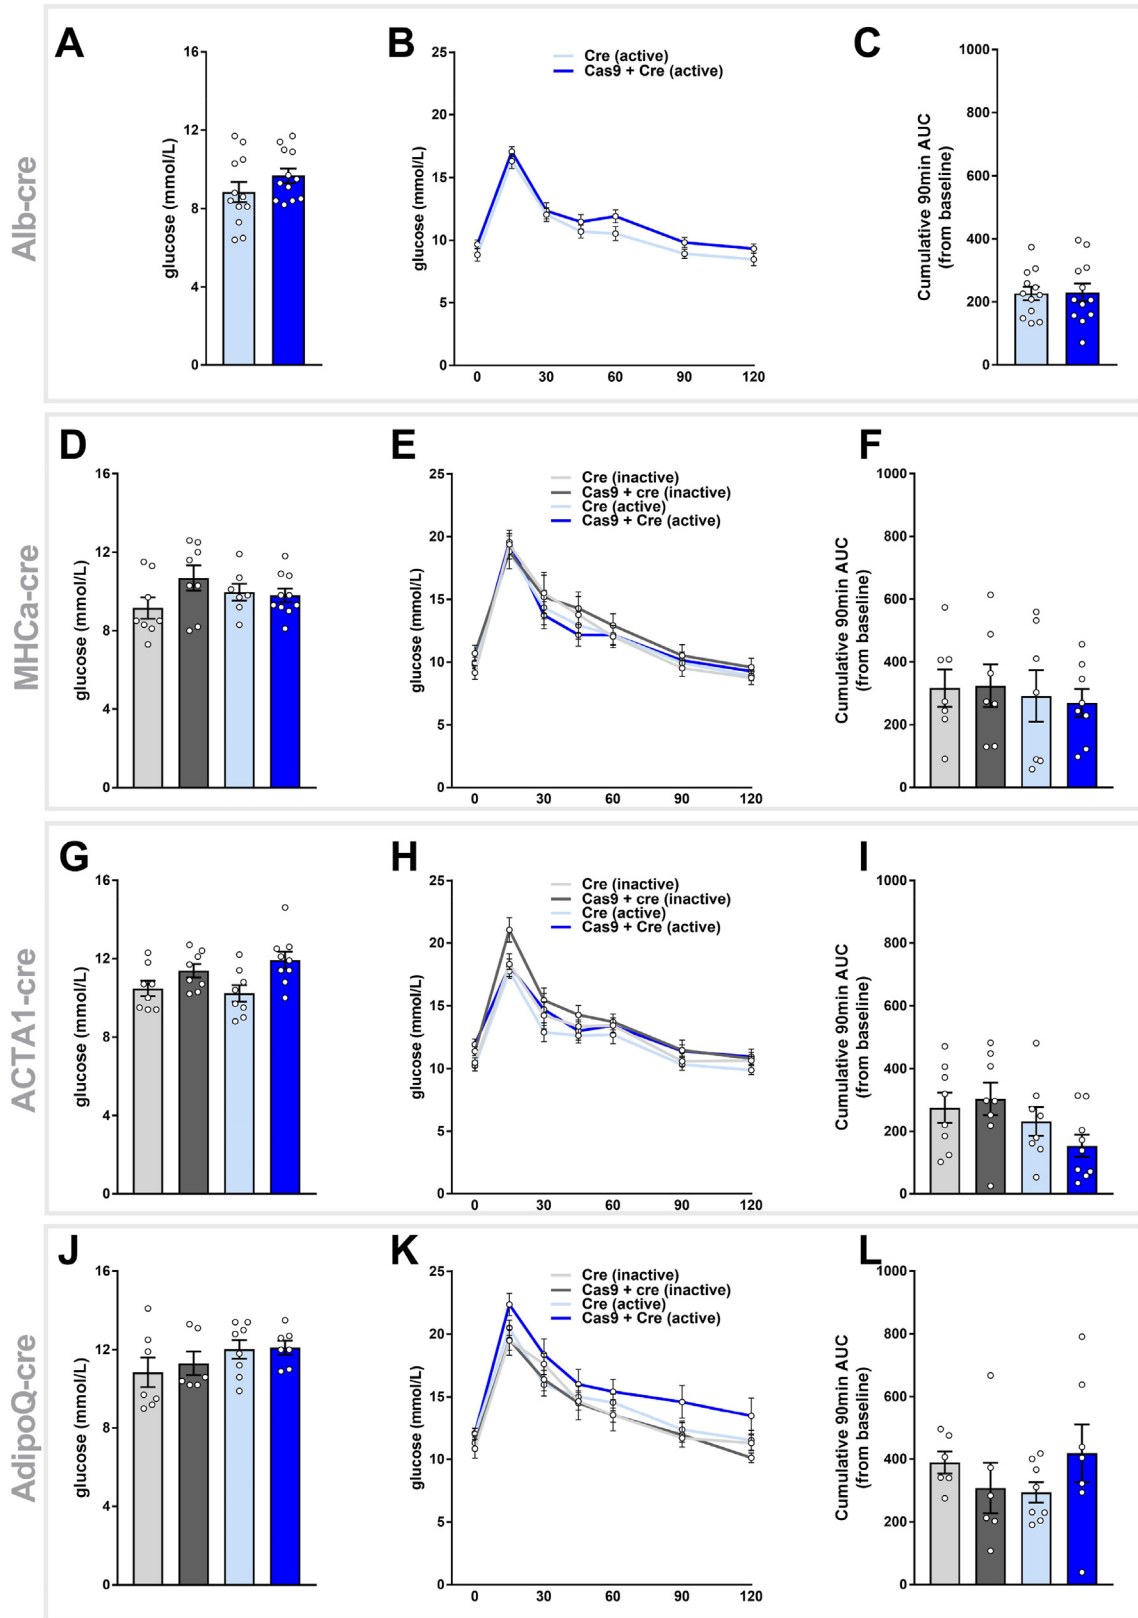 Alb-cre
A
glucose (mmol/L)
16
12
8
4
0
B
glucose (mmol/L)
25
20
15
10
5
0
0 30 60 90 120
Cre (active)
Cas9 + Cre (active)
C
Cumulative 90min AUC
(from baseline)
1000
800
600
400
200
0
MHCa-cre
D
glucose (mmol/L)
16
12
8
4
0
E
glucose (mmol/L)
25
20
15
10
5
0
0 30 60 90 120
Cre (inactive)
Cas9 + cre (inactive)
Cre (active)
Cas9 + Cre (active)
F
Cumulative 90min AUC
(from baseline)
1000
800
600
400
200
0
ACTA1-cre
G
glucose (mmol/L)
16
12
8
4
0
H
glucose (mmol/L)
25
20
15
10
5
0
0 30 60 90 120
Cre (inactive)
Cas9 + cre (inactive)
Cre (active)
Cas9 + Cre (active)
I
Cumulative 90min AUC
(from baseline)
1000
800
600
400
200
0
AdipoQ-cre
J
glucose (mmol/L)
16
12
8
4
0
K
glucose (mmol/L)
25
20
15
10
5
0
0 30 60 90 120
Cre (inactive)
Cas9 + cre (inactive)
Cre (active)
Cas9 + Cre (active)
L
Cumulative 90min AUC
(from baseline)
1000
800
600
400
200
0